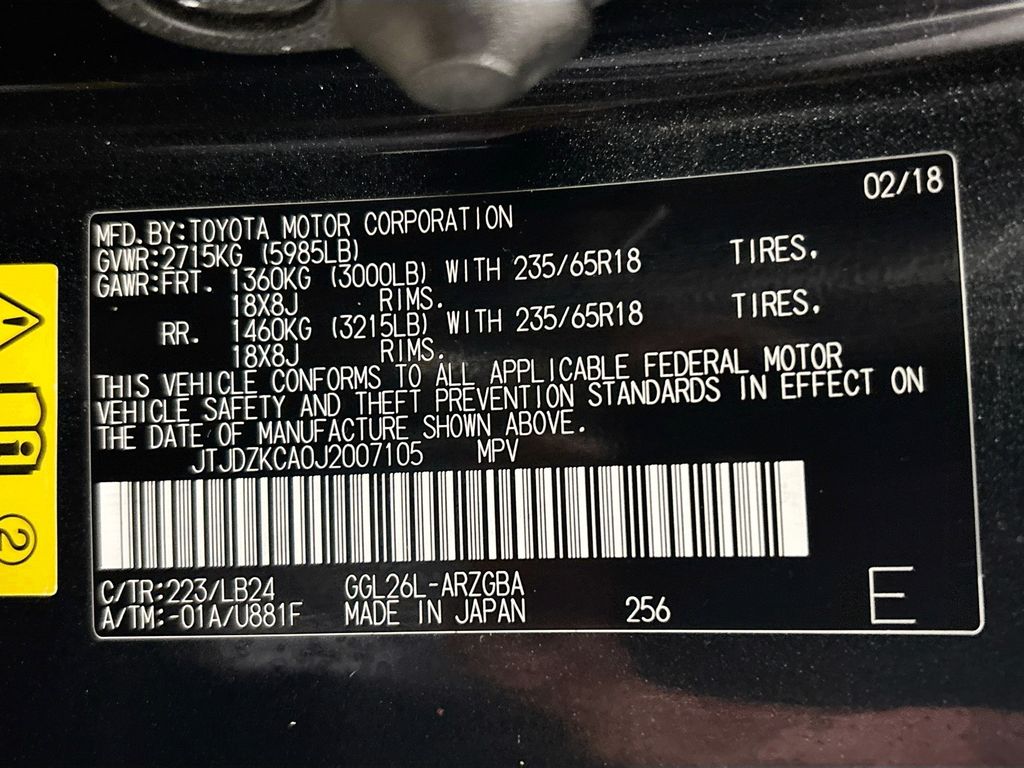 02/18
MFD.BY:TOYOTA MOTOR CORPORATION
GVWR:2715KG (5985LB)
GAWR:FRT. 1360KG (3000LB) WITH 235/65R18 TIRES.
18X8J RIMS.
RR. 1460KG (3215LB) WITH 235/65R18 TIRES.
18X8J RIMS.
THIS VEHICLE CONFORMS TO ALL APPLICABLE FEDERAL MOTOR
VEHICLE SAFETY AND THEFT PREVENTION STANDARDS IN EFFECT ON
THE DATE OF MANUFACTURE SHOWN ABOVE.
JTJDZKCA0J2007105 MPV
C/TR:223/LB24 GGL26L-ARZGBA
A/TM:-01A/U881F MADE IN JAPAN 256 E
2